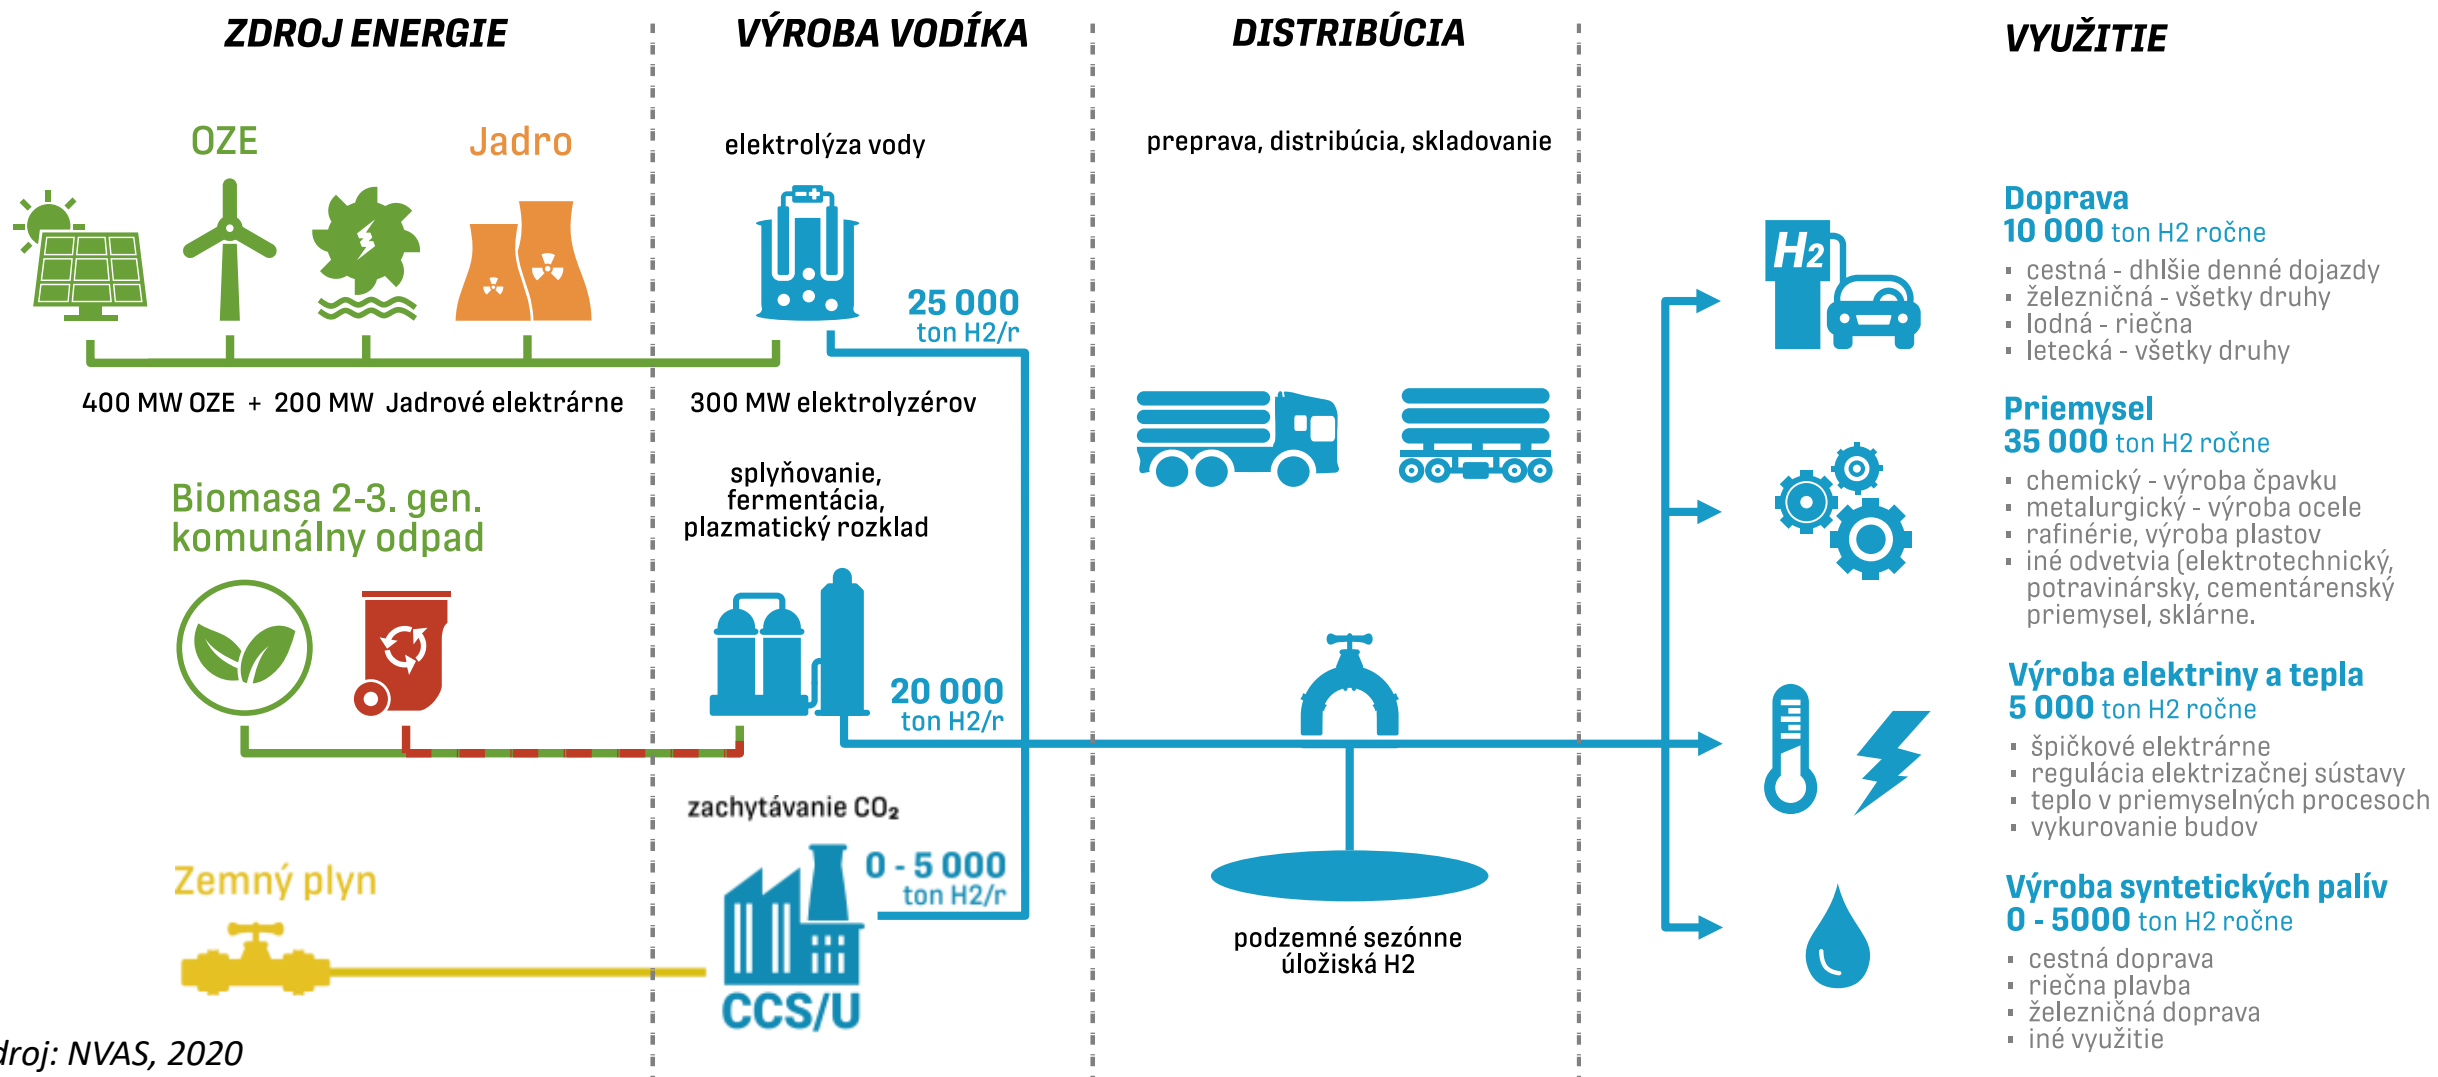 ZDROJ ENERGIE
VÝROBA VODÍKA
DISTRIBÚCIA
VYUŽITIE
OZE
Jadro
400 MW OZE + 200 MW Jadrové elektrárne
Biomasa 2-3. gen.
komunálny odpad
Zemný plyn
elektrolýza vody
25 000
ton H2/r
300 MW elektrolyzérov
splyňovanie,
fermentácia,
plazmatický rozklad
20 000
ton H2/r
zachytávanie CO₂
0 - 5 000
ton H2/r
CCS/U
preprava, distribúcia, skladovanie
podzemné sezónne
úložiská H2
H2
Doprava
10 000 ton H2 ročne
▪ cestná - dhlšie denné dojazdy
▪ železničná - všetky druhy
▪ lodná - riečna
▪ letecká - všetky druhy
Priemysel
35 000 ton H2 ročne
▪ chemický - výroba čpavku
▪ metalurgický - výroba ocele
▪ rafinérie, výroba plastov
▪ iné odvetvia (elektrotechnický,
potravinársky, cementárenský
priemysel, sklárne.
Výroba elektriny a tepla
5 000 ton H2 ročne
▪ špičkové elektrárne
▪ regulácia elektrizačnej sústavy
▪ teplo v priemyselných procesoch
▪ vykurovanie budov
Výroba syntetických palív
0 - 5000 ton H2 ročne
▪ cestná doprava
▪ riečna plavba
▪ železničná doprava
▪ iné využitie
droj: NVAS, 2020